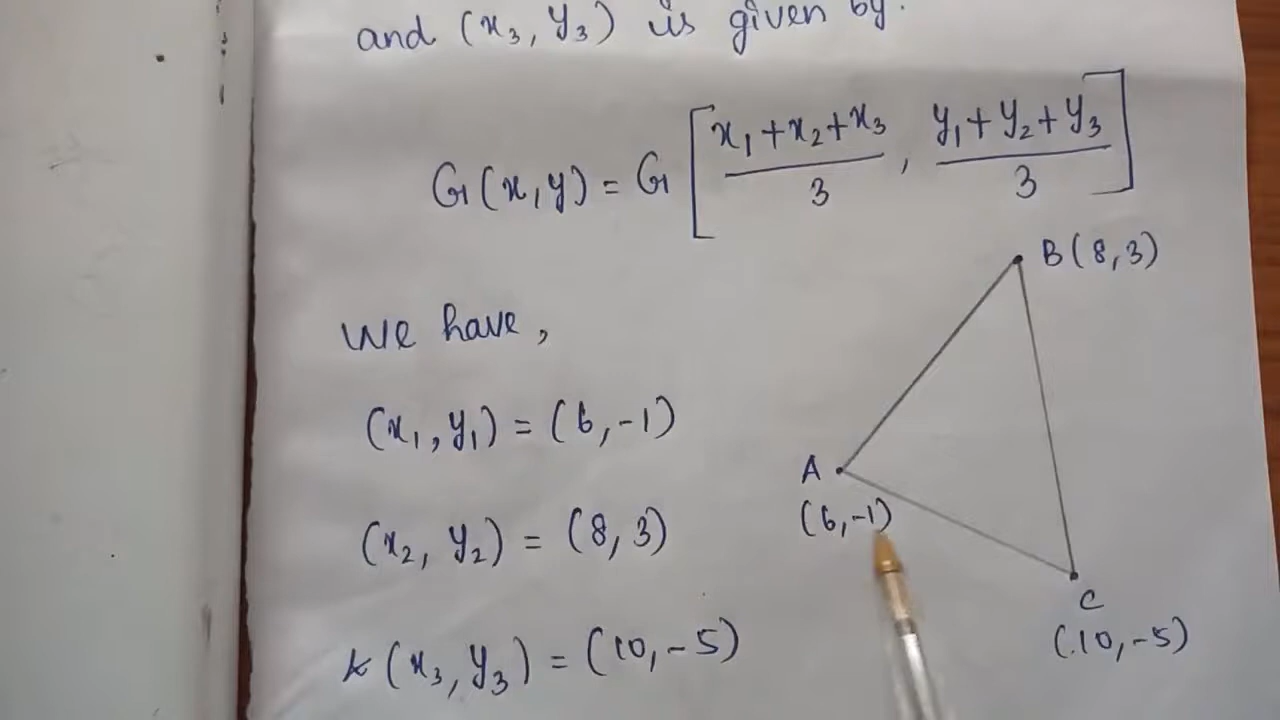 and (x₃, y₃) is given by.
G(x, y) = G [ (x₁ + x₂ + x₃)/3 , (y₁ + y₂ + y₃)/3 ]
B (8, 3)
We have,
(x₁, y₁) = (6, -1)
A
(6, -1)
(x₂, y₂) = (8, 3)
C
(10, -5)
& (x₃, y₃) = (10, -5)